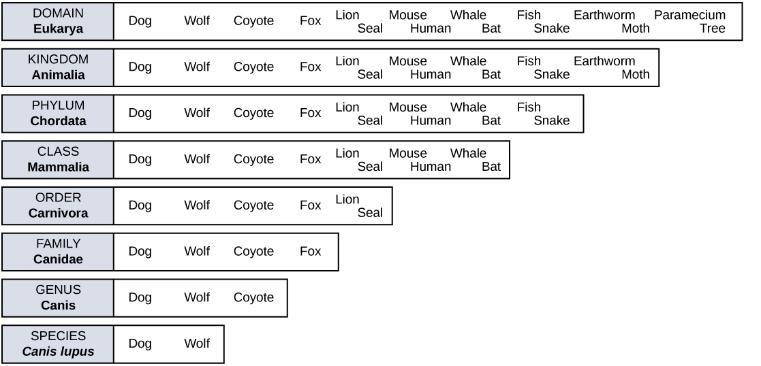 DOMAIN
Eukarya
Dog Wolf Coyote Fox Lion Seal Mouse Human Whale Bat Fish Snake Earthworm Moth Paramecium Tree
KINGDOM
Animalia
Dog Wolf Coyote Fox Lion Seal Mouse Human Whale Bat Fish Snake Earthworm Moth
PHYLUM
Chordata
Dog Wolf Coyote Fox Lion Seal Mouse Human Whale Bat Fish Snake
CLASS
Mammalia
Dog Wolf Coyote Fox Lion Seal Mouse Human Whale Bat
ORDER
Carnivora
Dog Wolf Coyote Fox Lion Seal
FAMILY
Canidae
Dog Wolf Coyote Fox
GENUS
Canis
Dog Wolf Coyote
SPECIES
Canis lupus
Dog Wolf